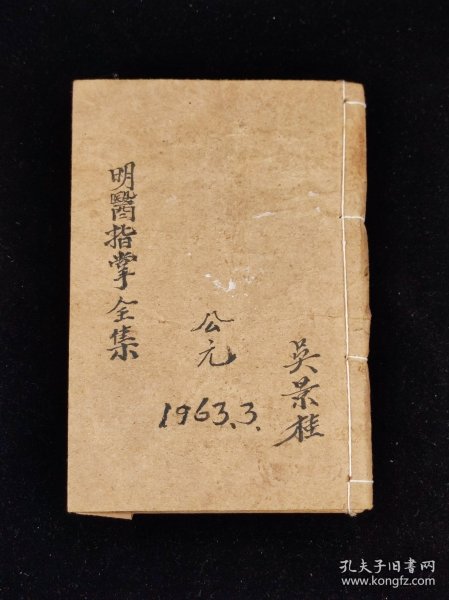 明醫指掌全集
公元
1963.3.
吳景桂
孔夫子旧书网
www.kongfz.com